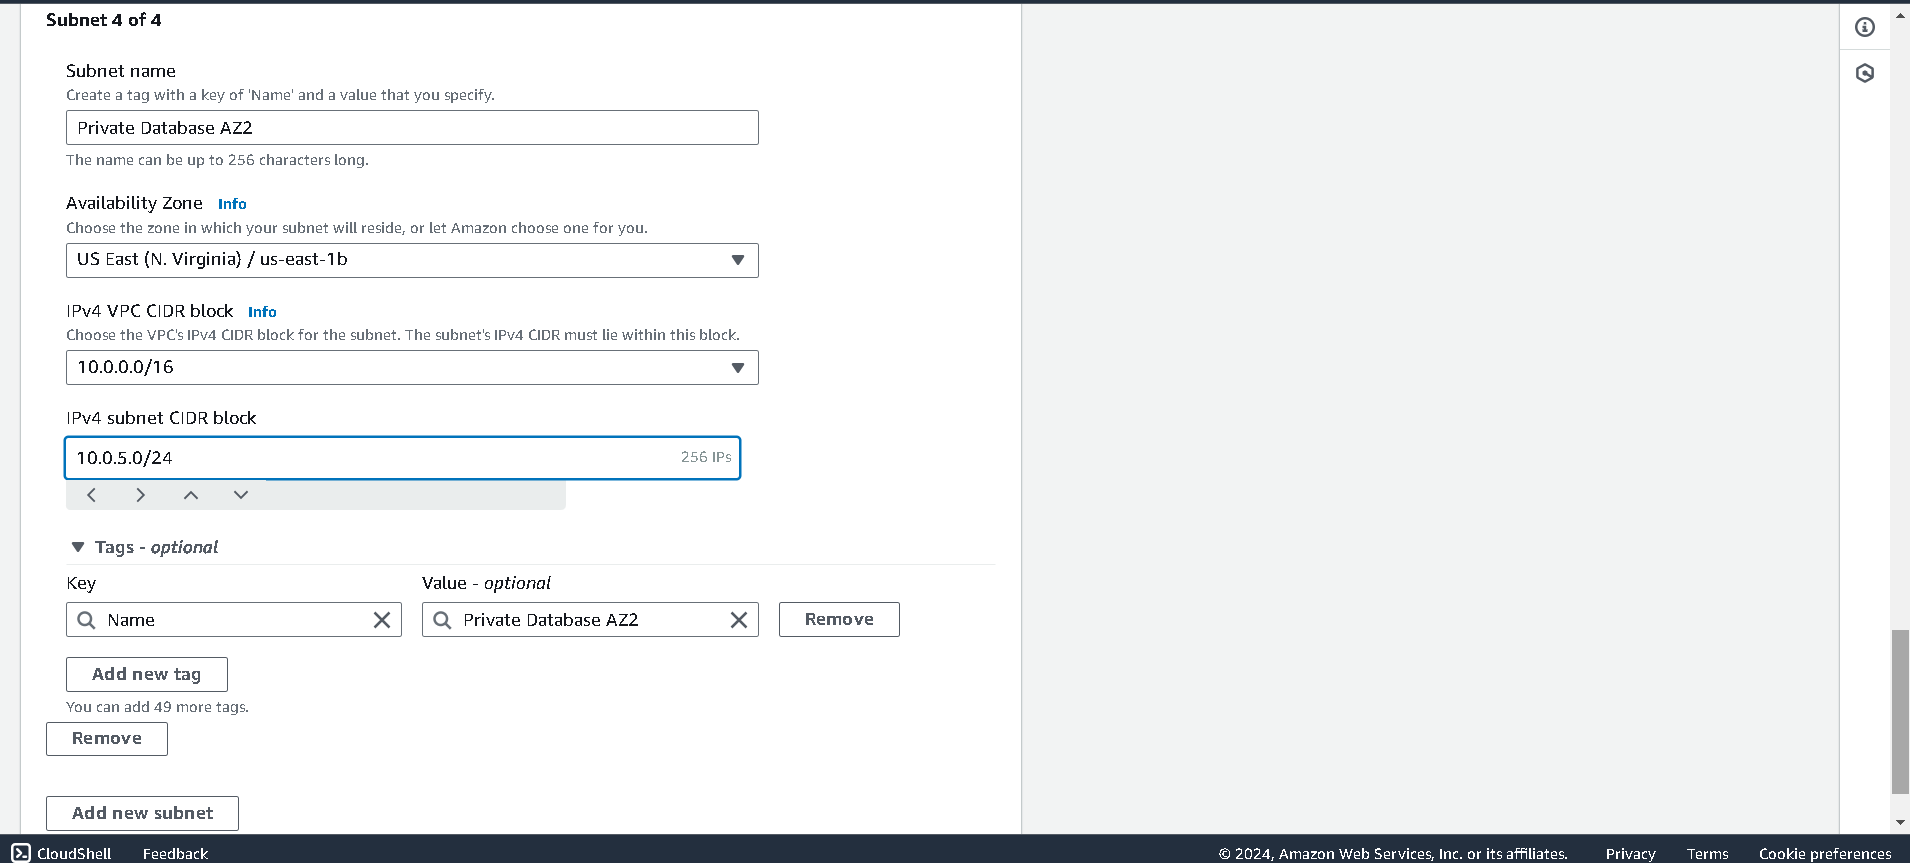 Subnet 4 of 4
Subnet name
Create a tag with a key of 'Name' and a value that you specify.
Private Database AZ2
The name can be up to 256 characters long.
Availability Zone Info
Choose the zone in which your subnet will reside, or let Amazon choose one for you.
US East (N. Virginia) / us-east-1b
IPv4 VPC CIDR block Info
Choose the VPC's IPv4 CIDR block for the subnet. The subnet's IPv4 CIDR must lie within this block.
10.0.0.0/16
IPv4 subnet CIDR block
10.0.5.0/24 256 IPs
Tags - optional
Key Value - optional
Name Private Database AZ2 Remove
Add new tag
You can add 49 more tags.
Remove
Add new subnet
CloudShell Feedback © 2024, Amazon Web Services, Inc. or its affiliates. Privacy Terms Cookie preferences